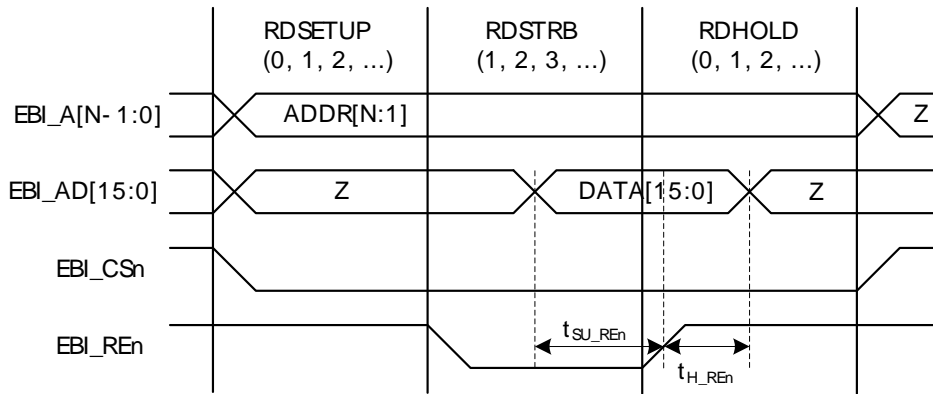 RDSETUP
(0, 1, 2, ...)
RDSTRB
(1, 2, 3, ...)
RDHOLD
(0, 1, 2, ...)
EBI_A[N-1:0]
ADDR[N:1]
Z
EBI_AD[15:0]
Z
DATA[15:0]
Z
EBI_CSn
EBI_REn
tSU_REn
tH_REn